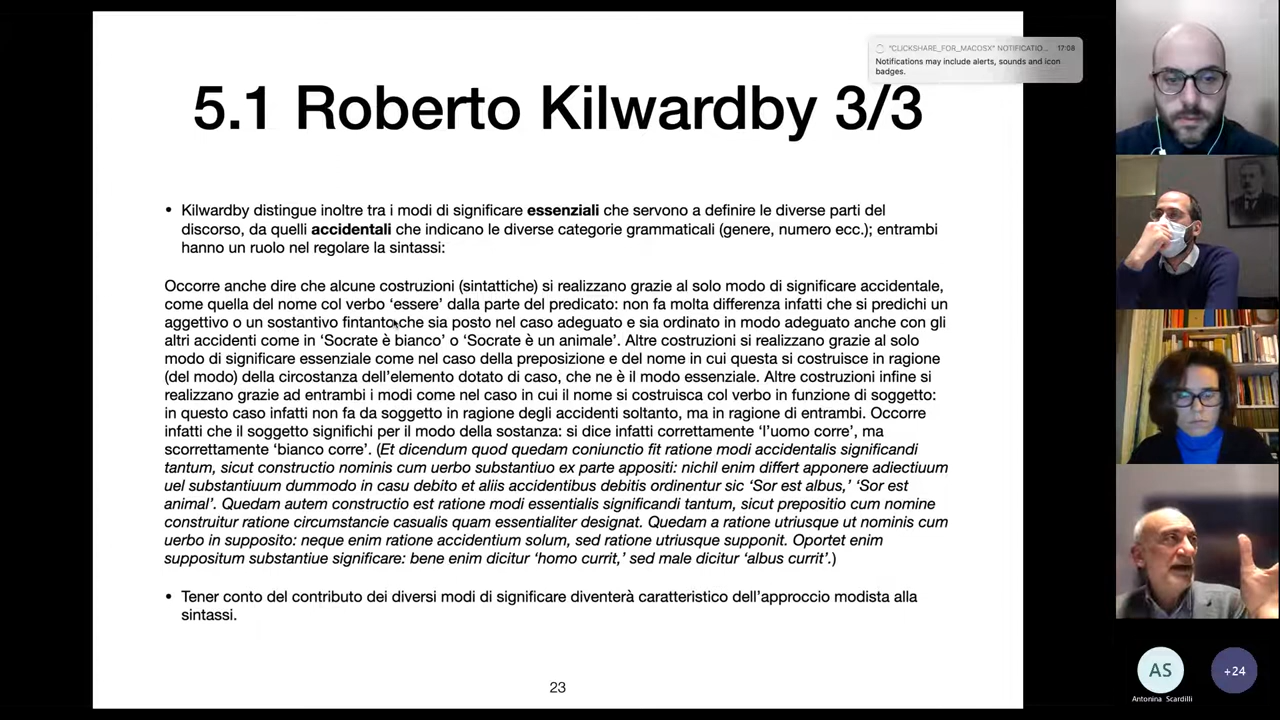 "CLICKSHARE_FOR_MACOSX" NOTIFICATIO... 17:08
Notifications may include alerts, sounds and icon
badges.
5.1 Roberto Kilwardby 3/3
• Kilwardby distingue inoltre tra i modi di significare essenziali che servono a definire le diverse parti del
discorso, da quelli accidentali che indicano le diverse categorie grammaticali (genere, numero ecc.); entrambi
hanno un ruolo nel regolare la sintassi:
Occorre anche dire che alcune costruzioni (sintattiche) si realizzano grazie al solo modo di significare accidentale,
come quella del nome col verbo ‘essere’ dalla parte del predicato: non fa molta differenza infatti che si predichi un
aggettivo o un sostantivo fintanto che sia posto nel caso adeguato e sia ordinato in modo adeguato anche con gli
altri accidenti come in ‘Socrate è bianco’ o ‘Socrate è un animale’. Altre costruzioni si realizzano grazie al solo
modo di significare essenziale come nel caso della preposizione e del nome in cui questa si costruisce in ragione
(del modo) della circostanza dell’elemento dotato di caso, che ne è il modo essenziale. Altre costruzioni infine si
realizzano grazie ad entrambi i modi come nel caso in cui il nome si costruisca col verbo in funzione di soggetto:
in questo caso infatti non fa da soggetto in ragione degli accidenti soltanto, ma in ragione di entrambi. Occorre
infatti che il soggetto significhi per il modo della sostanza: si dice infatti correttamente ‘l’uomo corre’, ma
scorrettamente ‘bianco corre’. (Et dicendum quod quedam coniunctio fit ratione modi accidentalis significandi
tantum, sicut constructio nominis cum uerbo substantiuo ex parte appositi: nichil enim differt apponere adiectiuum
uel substantiuum dummodo in casu debito et aliis accidentibus debitis ordinentur sic ‘Sor est albus,’ ‘Sor est
animal’. Quedam autem constructio est ratione modi essentialis significandi tantum, sicut prepositio cum nomine
construitur ratione circumstancie casualis quam essentialiter designat. Quedam a ratione utriusque ut nominis cum
uerbo in supposito: neque enim ratione accidentium solum, sed ratione utriusque supponit. Oportet enim
suppositum substantiue significare: bene enim dicitur ‘homo currit,’ sed male dicitur ‘albus currit’.)
• Tener conto del contributo dei diversi modi di significare diventerà caratteristico dell’approccio modista alla
sintassi.
23
AS
Antonina Scardilli
+24